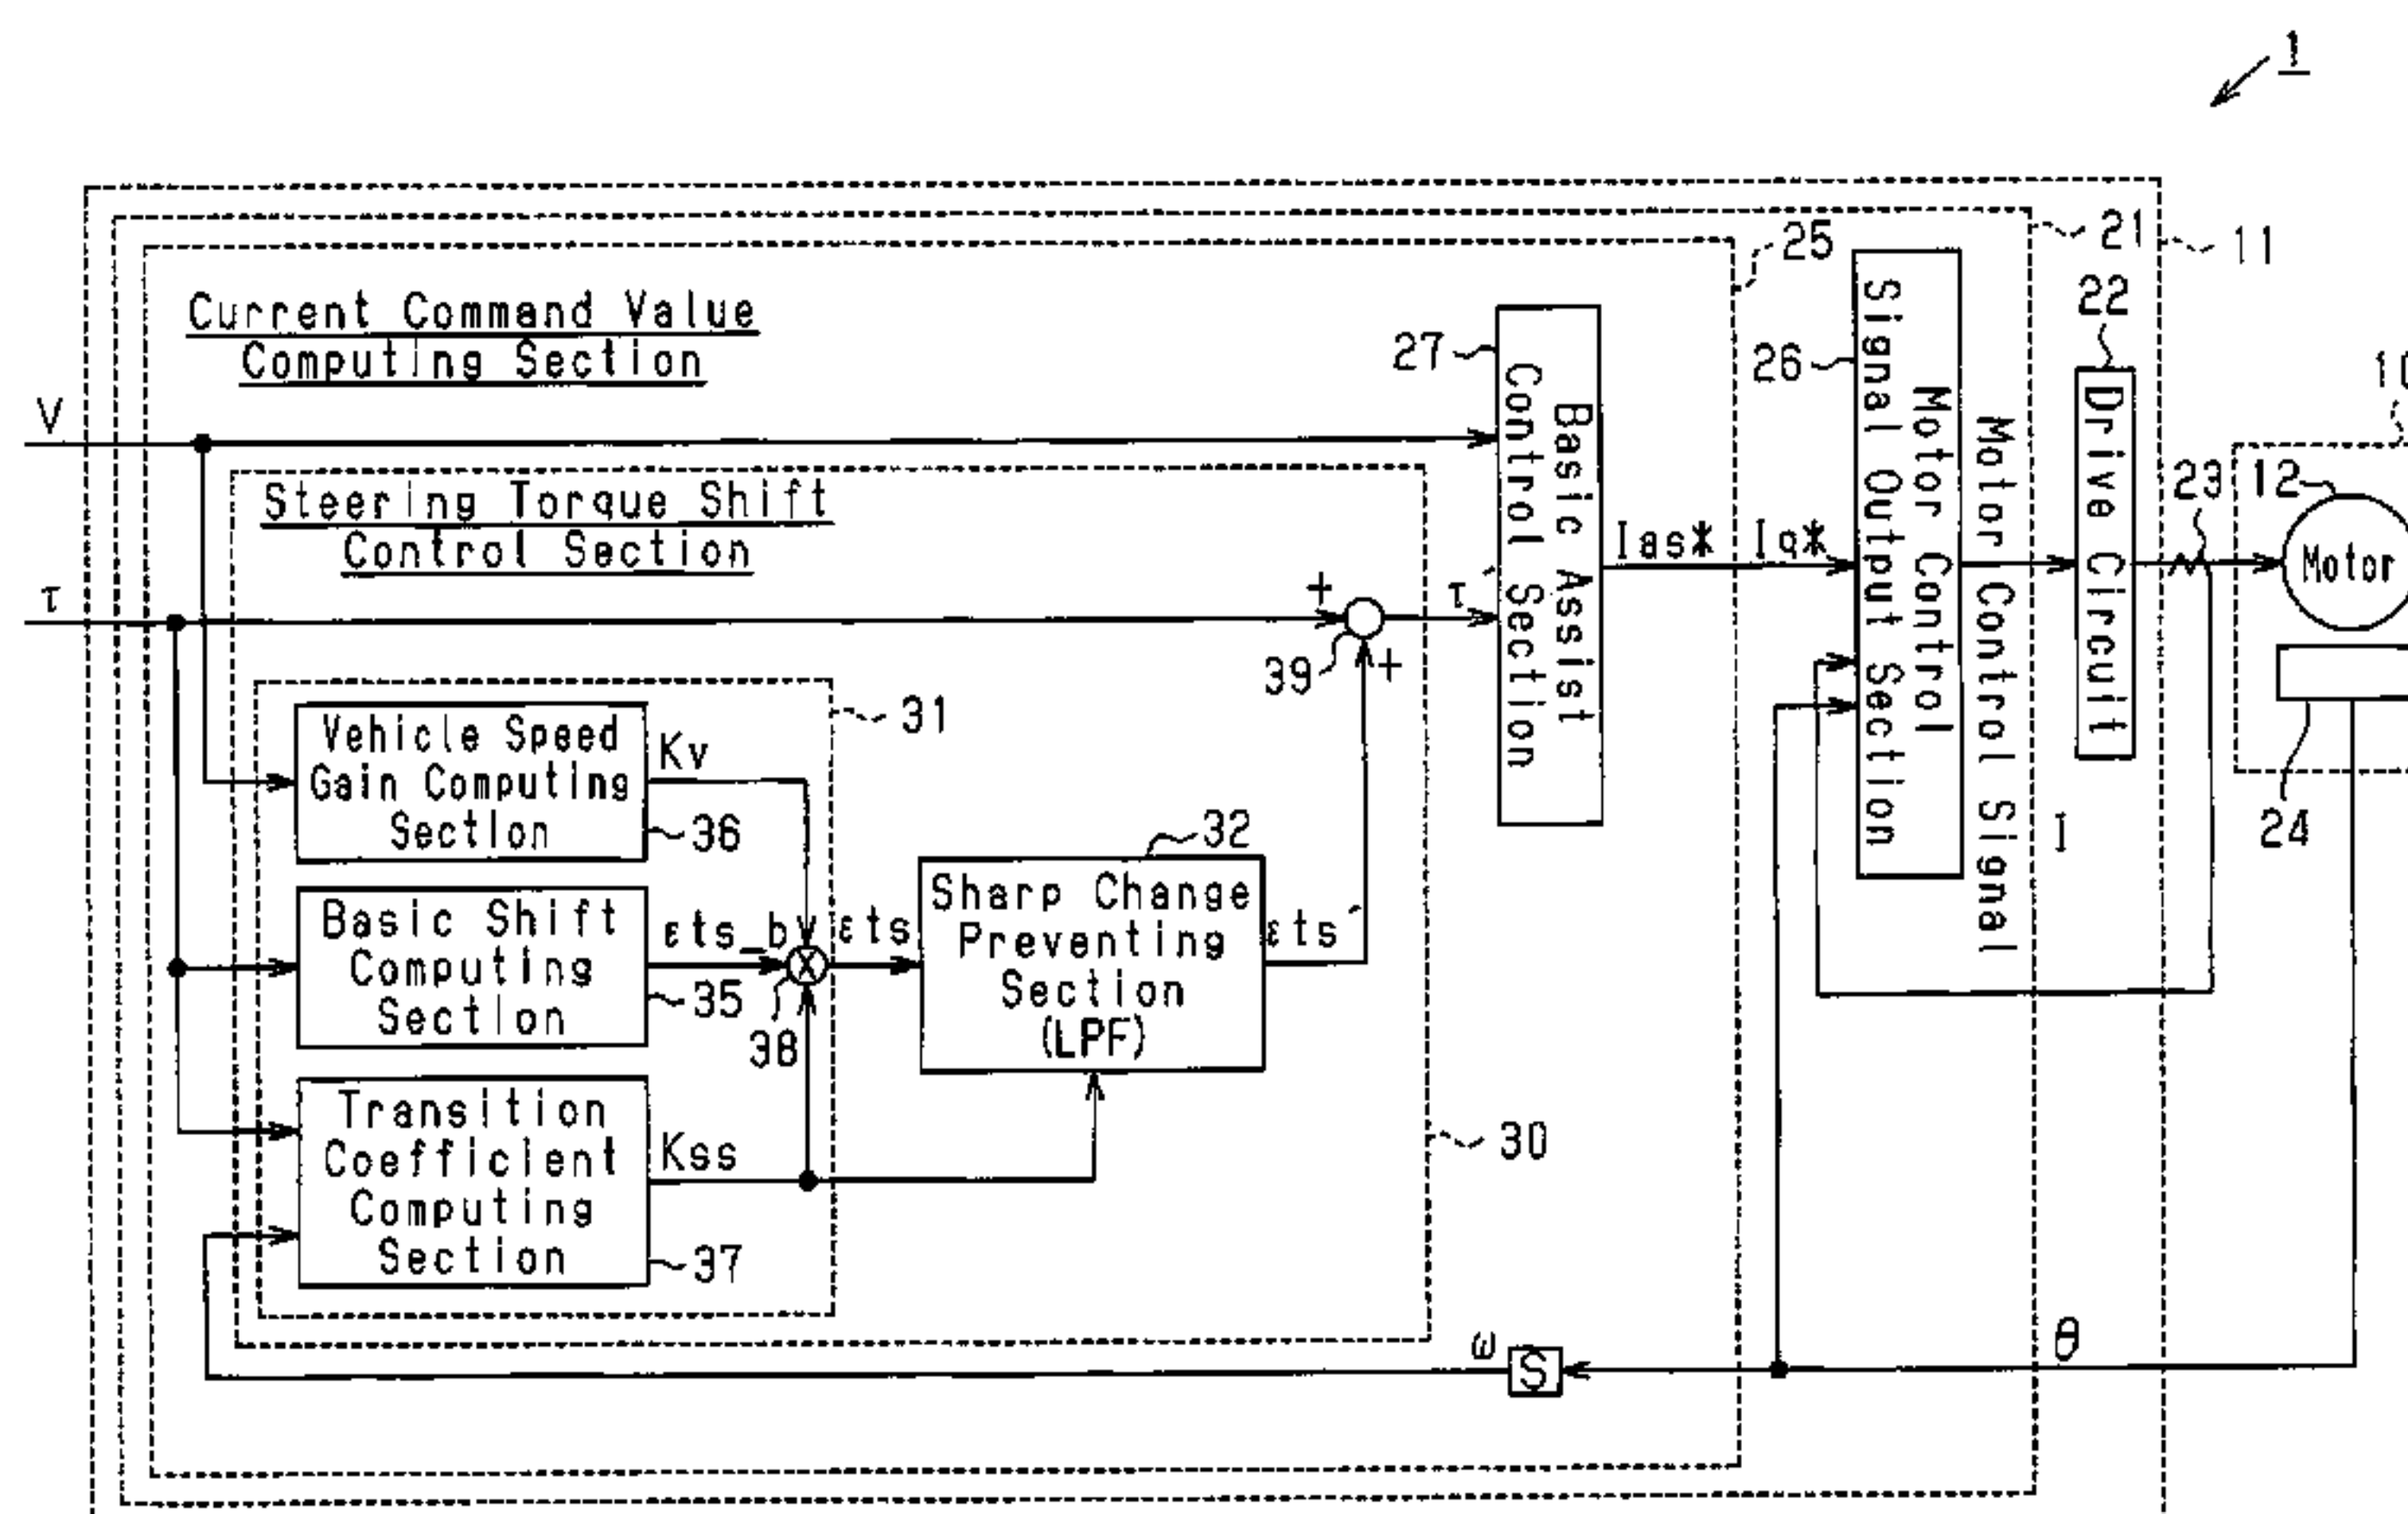 1
21
11
25
Current Command Value
Computing Section
V
27
Basic Assist
Control Section
26
Motor Control
Signal Output Section
Motor Control Signal
22
Drive Circuit
23
12
Motor
24
Steering Torque Shift
Control Section
τ
+
39
+
τ´
Ias*
Iq*
I
31
Vehicle Speed
Gain Computing
Section
Kv
36
Basic Shift
Computing
Section
εts_b
35
38
εts
32
Sharp Change
Preventing
Section
(LPF)
εts´
Transition
Coefficient
Computing
Section
Kss
37
30
ω
S
θ